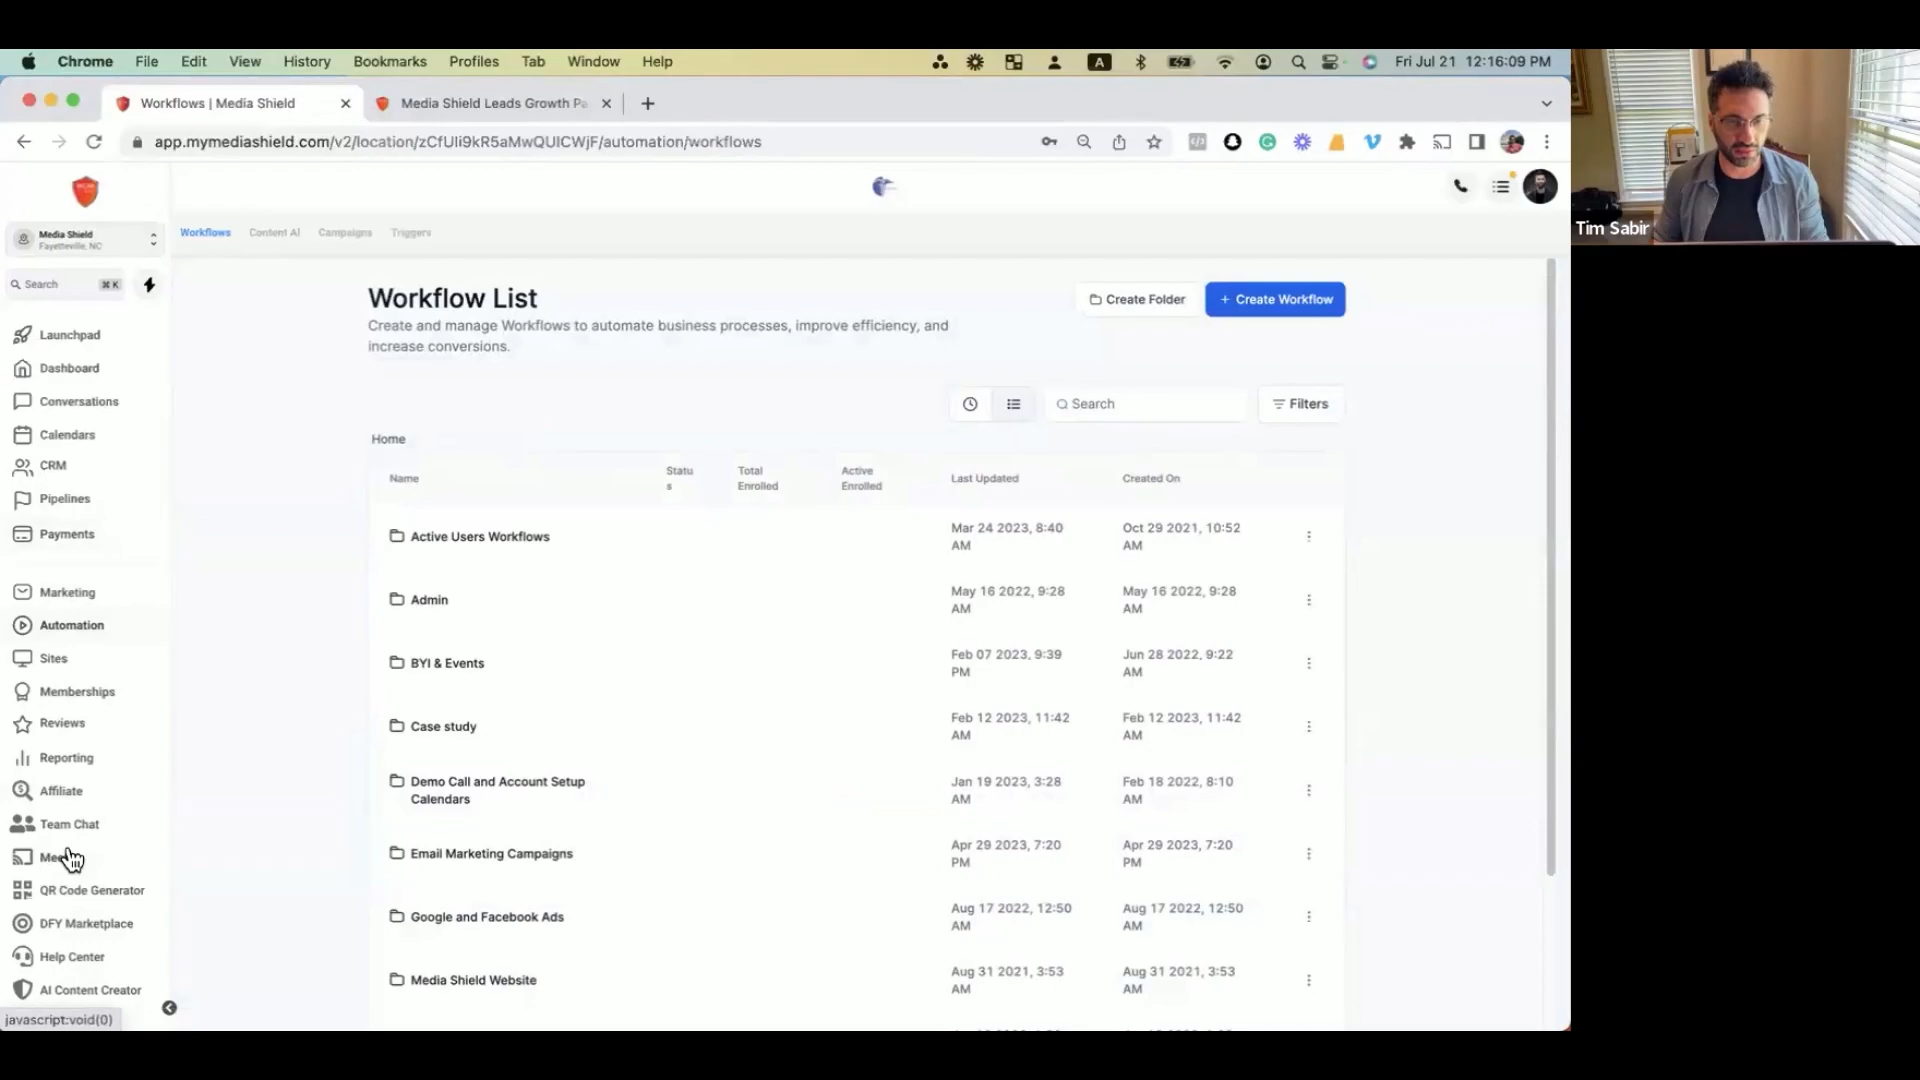 Chrome File Edit View History Bookmarks Profiles Tab Window Help A Fri Jul 21 12:16:09 PM
Workflows | Media Shield
Media Shield Leads Growth Pa
app.mymediashield.com/v2/location/zCfUli9kR5aMwQUlCWjF/automation/workflows
Tim Sabir
Media Shield
Fayetteville, NC
Search ⌘ K
Launchpad
Dashboard
Conversations
Calendars
CRM
Pipelines
Payments
Marketing
Automation
Sites
Memberships
Reviews
Reporting
Affiliate
Team Chat
QR Code Generator
DFY Marketplace
Help Center
AI Content Creator
javascript:void(0)
Workflows Content AI Campaigns Triggers
Workflow List
Create and manage Workflows to automate business processes, improve efficiency, and
increase conversions.
Create Folder
+ Create Workflow
Search
Filters
Home
Name
Statu
s
Total
Enrolled
Active
Enrolled
Last Updated
Created On
Active Users Workflows
Mar 24 2023, 8:40
AM
Oct 29 2021, 10:52
AM
Admin
May 16 2022, 9:28
AM
May 16 2022, 9:28
AM
BYI & Events
Feb 07 2023, 9:39
PM
Jun 28 2022, 9:22
AM
Case study
Feb 12 2023, 11:42
AM
Feb 12 2023, 11:42
AM
Demo Call and Account Setup
Calendars
Jan 19 2023, 3:28
AM
Feb 18 2022, 8:10
AM
Email Marketing Campaigns
Apr 29 2023, 7:20
PM
Apr 29 2023, 7:20
PM
Google and Facebook Ads
Aug 17 2022, 12:50
AM
Aug 17 2022, 12:50
AM
Media Shield Website
Aug 31 2021, 3:53
AM
Aug 31 2021, 3:53
AM